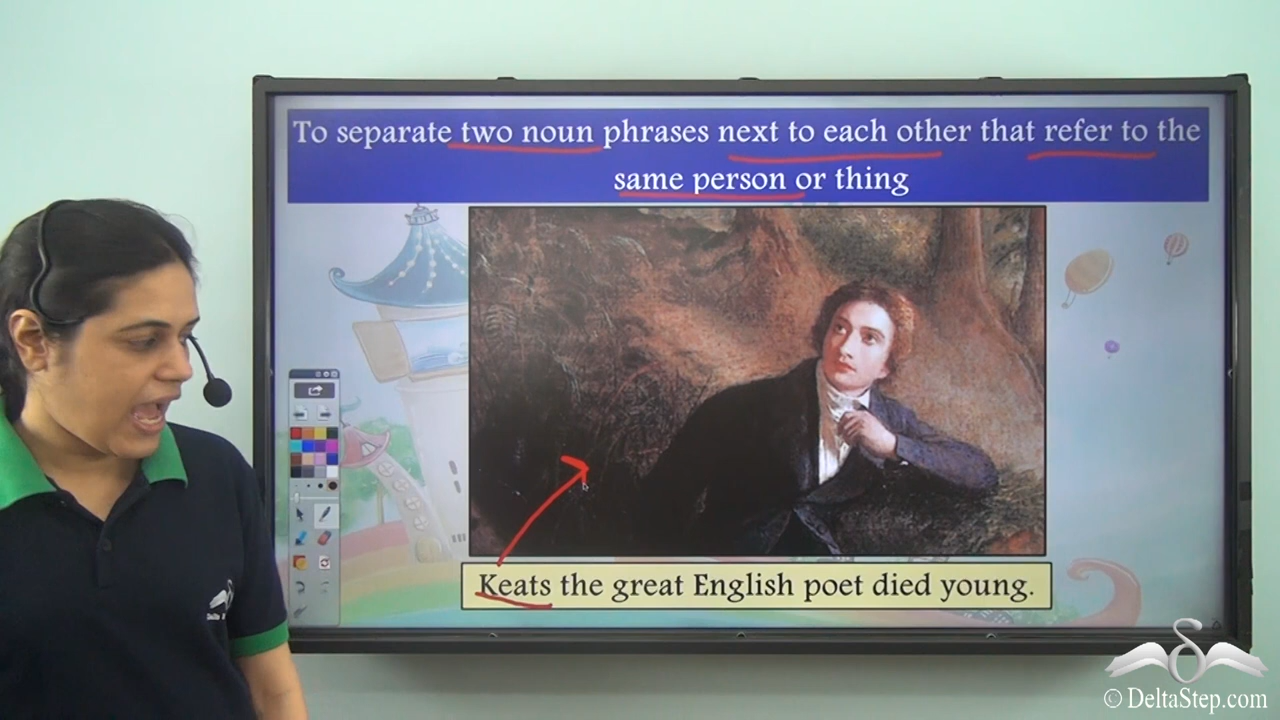 To separate two noun phrases next to each other that refer to the
same person or thing
Keats the great English poet died young.
© DeltaStep.com